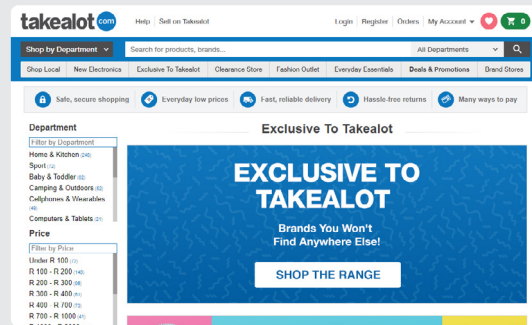 takealot com
Help Sell on Takealot
Login Register Orders My Account
0
Shop by Department
Search for products, brands...
All Departments
Shop Local New Electronics Exclusive To Takealot Clearance Store Fashion Outlet Everyday Essentials Deals & Promotions Brand Stores
Safe, secure shopping Everyday low prices Fast, reliable delivery Hassle-free returns Many ways to pay
Department
Filter by Department
Home & Kitchen (240)
Sport (72)
Baby & Toddler
Camping & Outdoors
Cellphones & Wearables
Computers & Tablets (21)
Price
Filter by Price
Under R 100
R 100 - R 200 (143)
R 200 - R 300
R 300 - R 400
R 400 - R 700
R 700 - R 1000
Exclusive To Takealot
EXCLUSIVE TO
TAKEALOT
Brands You Won't
Find Anywhere Else!
SHOP THE RANGE